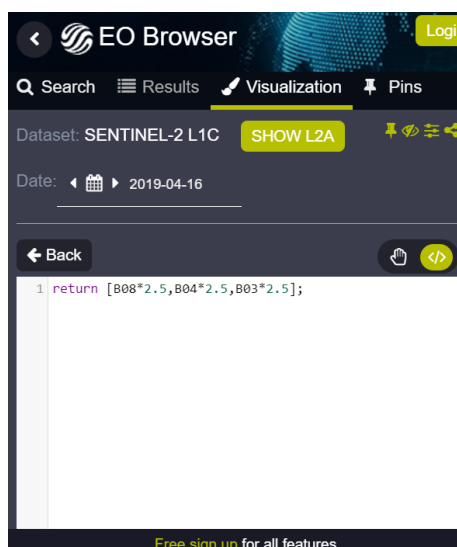 EO Browser
Logi
Search Results Visualization Pins
Dataset: SENTINEL-2 L1C SHOW L2A
Date: 2019-04-16
Back </>
1 return [B08*2.5,B04*2.5,B03*2.5];
Free sign up for all features